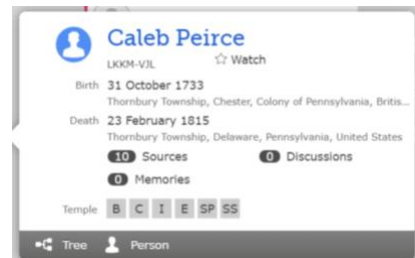 Caleb Peirce
LKKM-VJL ☆ Watch
Birth 31 October 1733
Thornbury Township, Chester, Colony of Pennsylvania, Britis...
Death 23 February 1815
Thornbury Township, Delaware, Pennsylvania, United States
10 Sources 0 Discussions
0 Memories
Temple B C I E SP SS
Tree Person